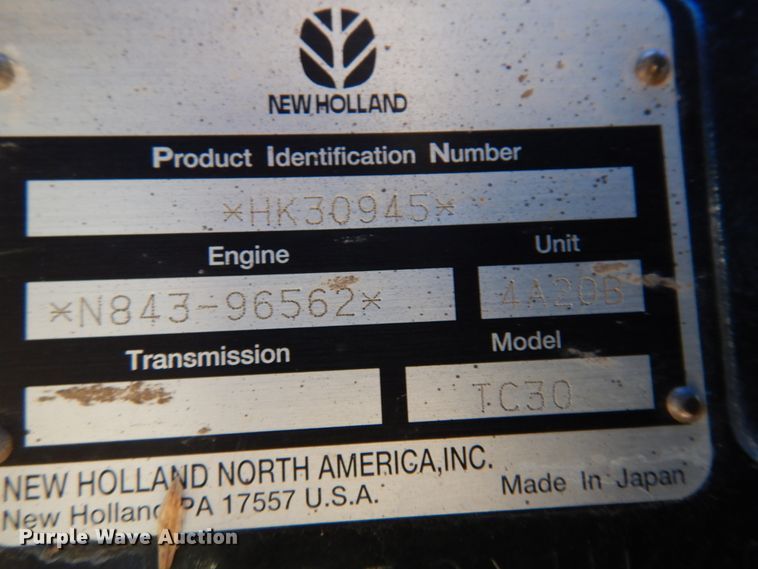 NEW HOLLAND
Product Identification Number
*HK30945*
Engine
Unit
*N843-96562*
4A20B
Transmission
Model
TC30
NEW HOLLAND NORTH AMERICA, INC.
New Holland, PA 17557 U.S.A.
Made In Japan
Purple Wave Auction